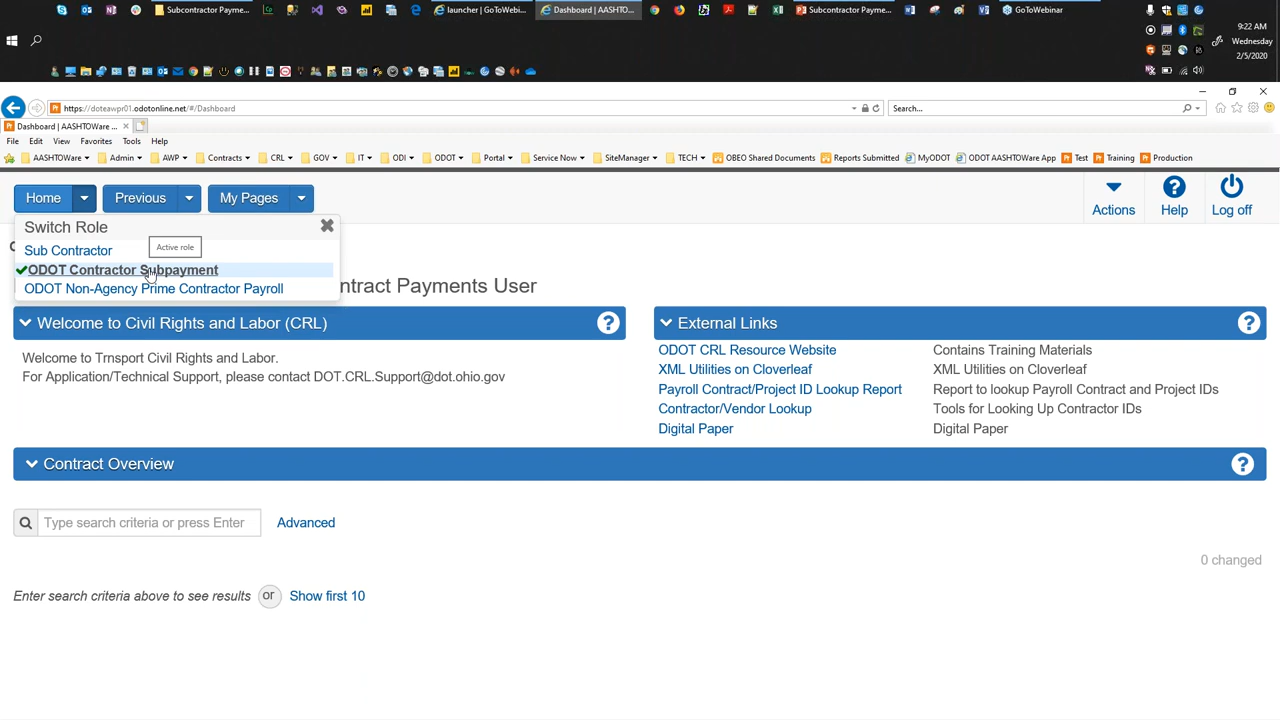 Subcontractor Payme...
launcher | GoToWebi...
Dashboard | AASHTO...
Subcontractor Payme...
GoToWebinar
9:22 AM
Wednesday
2/5/2020
https://doteawpr01.odotonline.net/#/Dashboard
Search...
Dashboard | AASHTOWare ...
File Edit View Favorites Tools Help
AASHTOWare Admin AWP Contracts CRL GOV IT ODI ODOT Portal Service Now SiteManager TECH OBEO Shared Documents Reports Submitted MyODOT ODOT AASHTOWare App Test Training Production
Home Previous My Pages Actions Help Log off
Switch Role
Sub Contractor
Active role
ODOT Contractor Subpayment
ODOT Non-Agency Prime Contractor Payroll
ntract Payments User
Welcome to Civil Rights and Labor (CRL)
Welcome to Trnsport Civil Rights and Labor.
For Application/Technical Support, please contact DOT.CRL.Support@dot.ohio.gov
External Links
ODOT CRL Resource Website Contains Training Materials
XML Utilities on Cloverleaf XML Utilities on Cloverleaf
Payroll Contract/Project ID Lookup Report Report to lookup Payroll Contract and Project IDs
Contractor/Vendor Lookup Tools for Looking Up Contractor IDs
Digital Paper Digital Paper
Contract Overview
Type search criteria or press Enter Advanced
0 changed
Enter search criteria above to see results or Show first 10